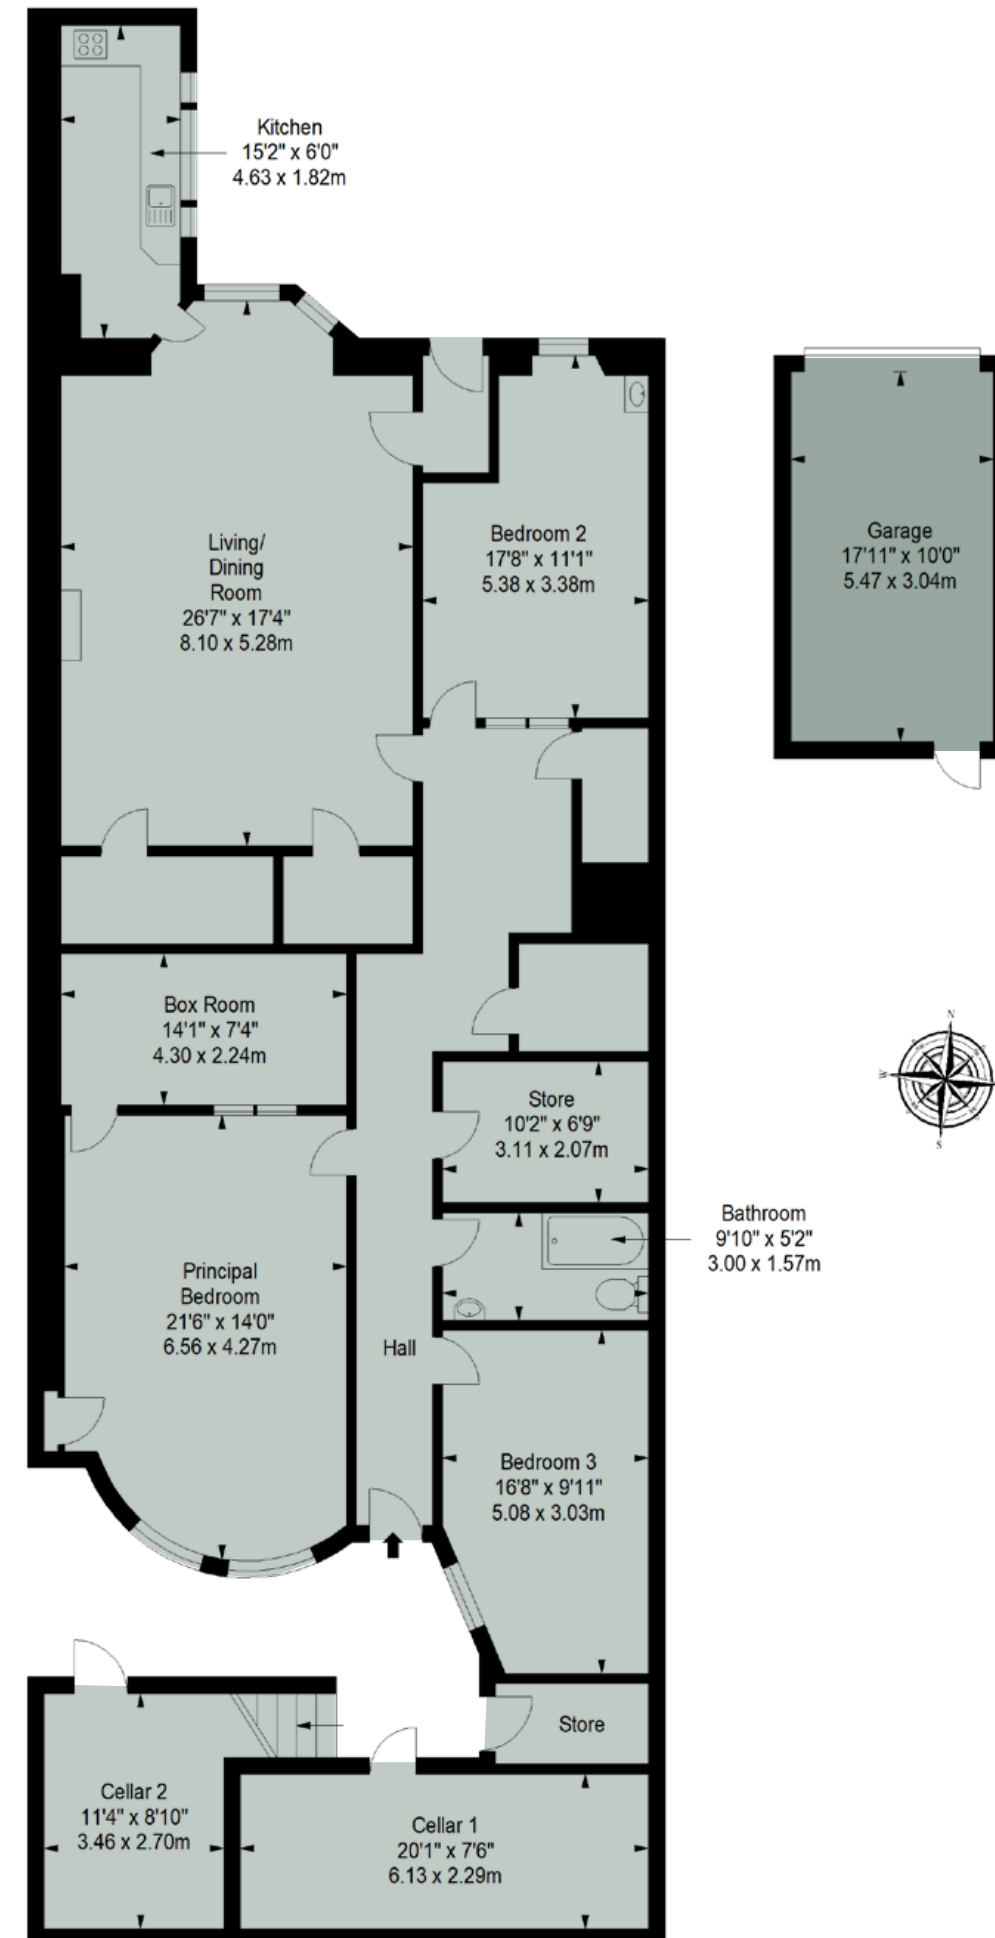 Kitchen
15'2" x 6'0"
4.63 x 1.82m
Living/
Dining
Room
26'7" x 17'4"
8.10 x 5.28m
Bedroom 2
17'8" x 11'1"
5.38 x 3.38m
Garage
17'11" x 10'0"
5.47 x 3.04m
Box Room
14'1" x 7'4"
4.30 x 2.24m
Store
10'2" x 6'9"
3.11 x 2.07m
N
W
S
Bathroom
9'10" x 5'2"
3.00 x 1.57m
Principal
Bedroom
21'6" x 14'0"
6.56 x 4.27m
Hall
Bedroom 3
16'8" x 9'11"
5.08 x 3.03m
Store
Cellar 2
11'4" x 8'10"
3.46 x 2.70m
Cellar 1
20'1" x 7'6"
6.13 x 2.29m